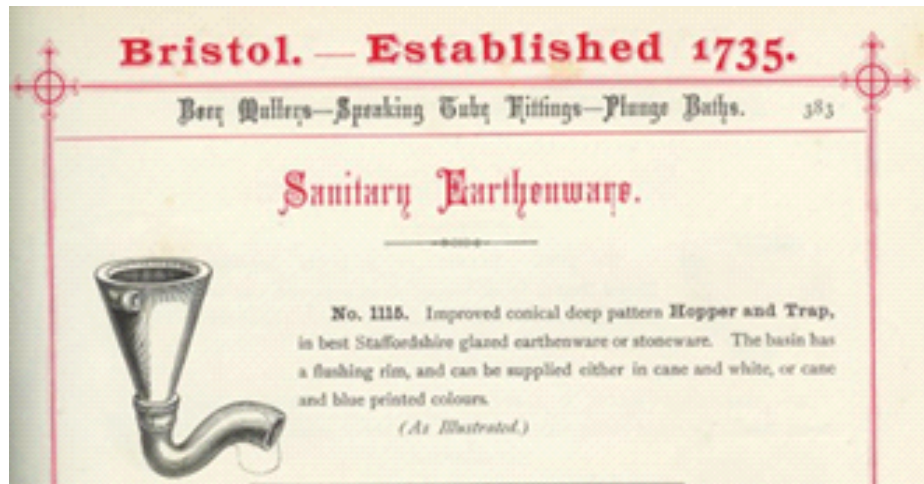 Bristol. — Established 1735.
Beer Mullers—Speaking Tube Fittings—Plunge Baths. 383
Sanitary Earthenware.
No. 1115. Improved conical deep pattern Hopper and Trap,
in best Staffordshire glazed earthenware or stoneware. The basin has
a flushing rim, and can be supplied either in cane and white, or cane
and blue printed colours.
(As Illustrated.)